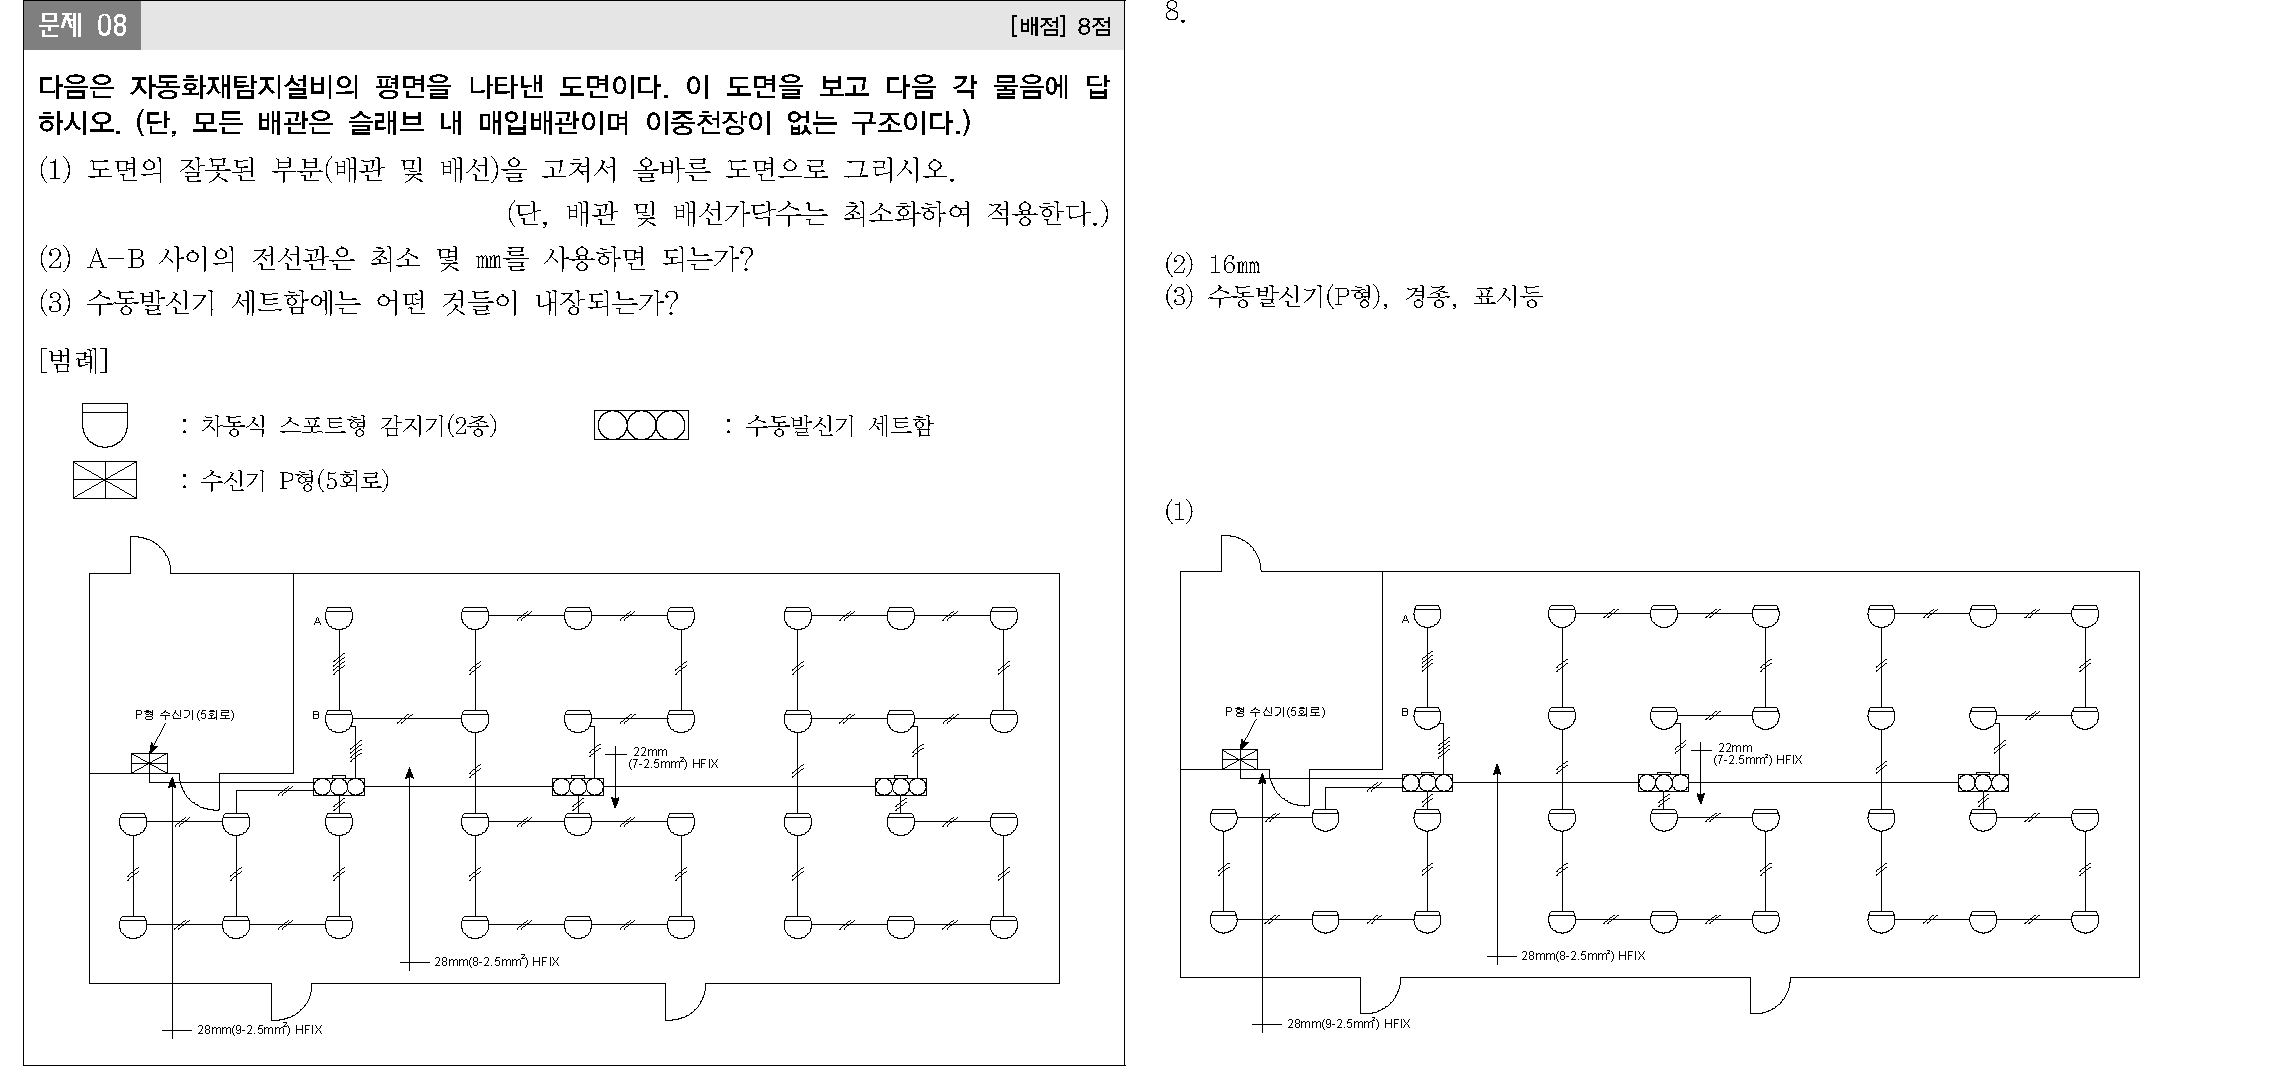 문제 08
[배점] 8점
다음은 자동화재탐지설비의 평면을 나타낸 도면이다. 이 도면을 보고 다음 각 물음에 답
하시오. (단, 모든 배관은 슬래브 내 매입배관이며 이중천장이 없는 구조이다.)
(1) 도면의 잘못된 부분(배관 및 배선)을 고쳐서 올바른 도면으로 그리시오.
(단, 배관 및 배선가닥수는 최소화하여 적용한다.)
(2) A-B 사이의 전선관은 최소 몇 ㎜를 사용하면 되는가?
(3) 수동발신기 세트함에는 어떤 것들이 내장되는가?
[범례]
: 차동식 스포트형 감지기(2종)
: 수동발신기 세트함
: 수신기 P형(5회로)
A
B
P형 수신기(5회로)
22mm
(7-2.5mm²) HFIX
28mm(8-2.5mm²) HFIX
28mm(9-2.5mm²) HFIX
8.
(2) 16㎜
(3) 수동발신기(P형), 경종, 표시등
(1)
A
B
P형 수신기(5회로)
22mm
(7-2.5mm²) HFIX
28mm(8-2.5mm²) HFIX
28mm(9-2.5mm²) HFIX